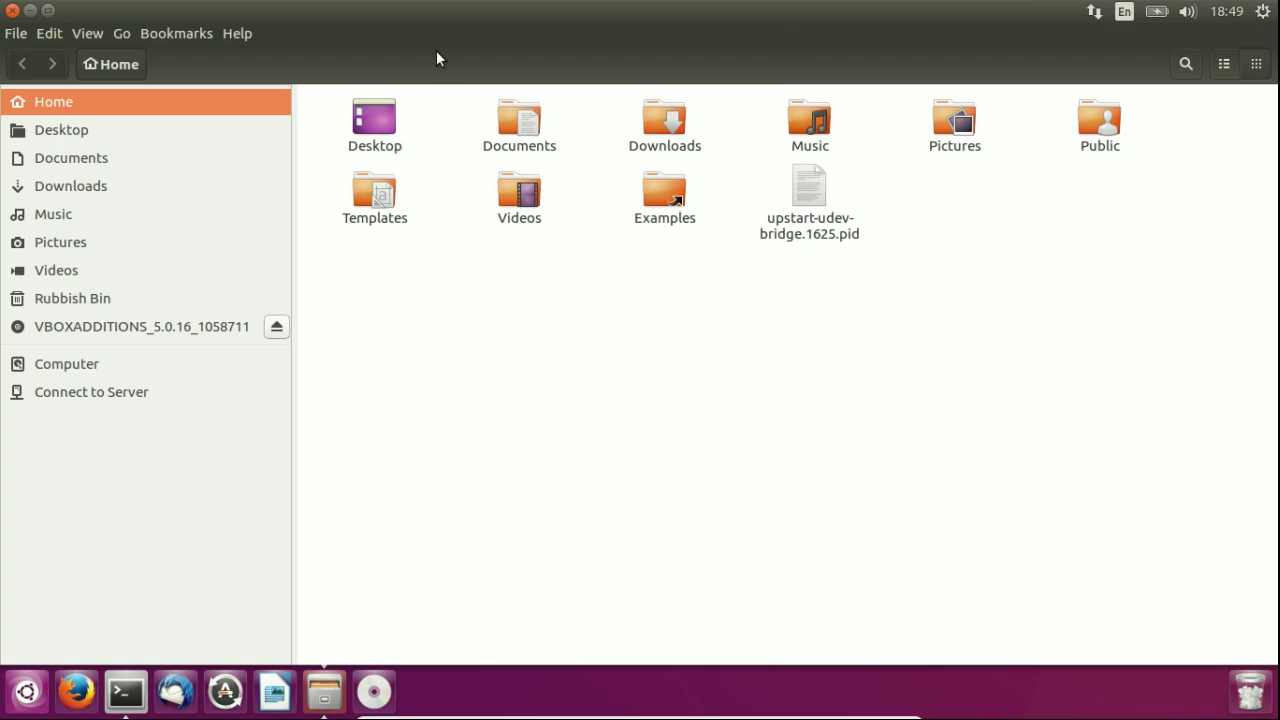 En 18:49
File Edit View Go Bookmarks Help
Home
Home
Desktop
Documents
Downloads
Music
Pictures
Videos
Rubbish Bin
VBOXADDITIONS_5.0.16_1058711
Computer
Connect to Server
Desktop Documents Downloads Music Pictures Public
Templates Videos Examples upstart-udev-
bridge.1625.pid